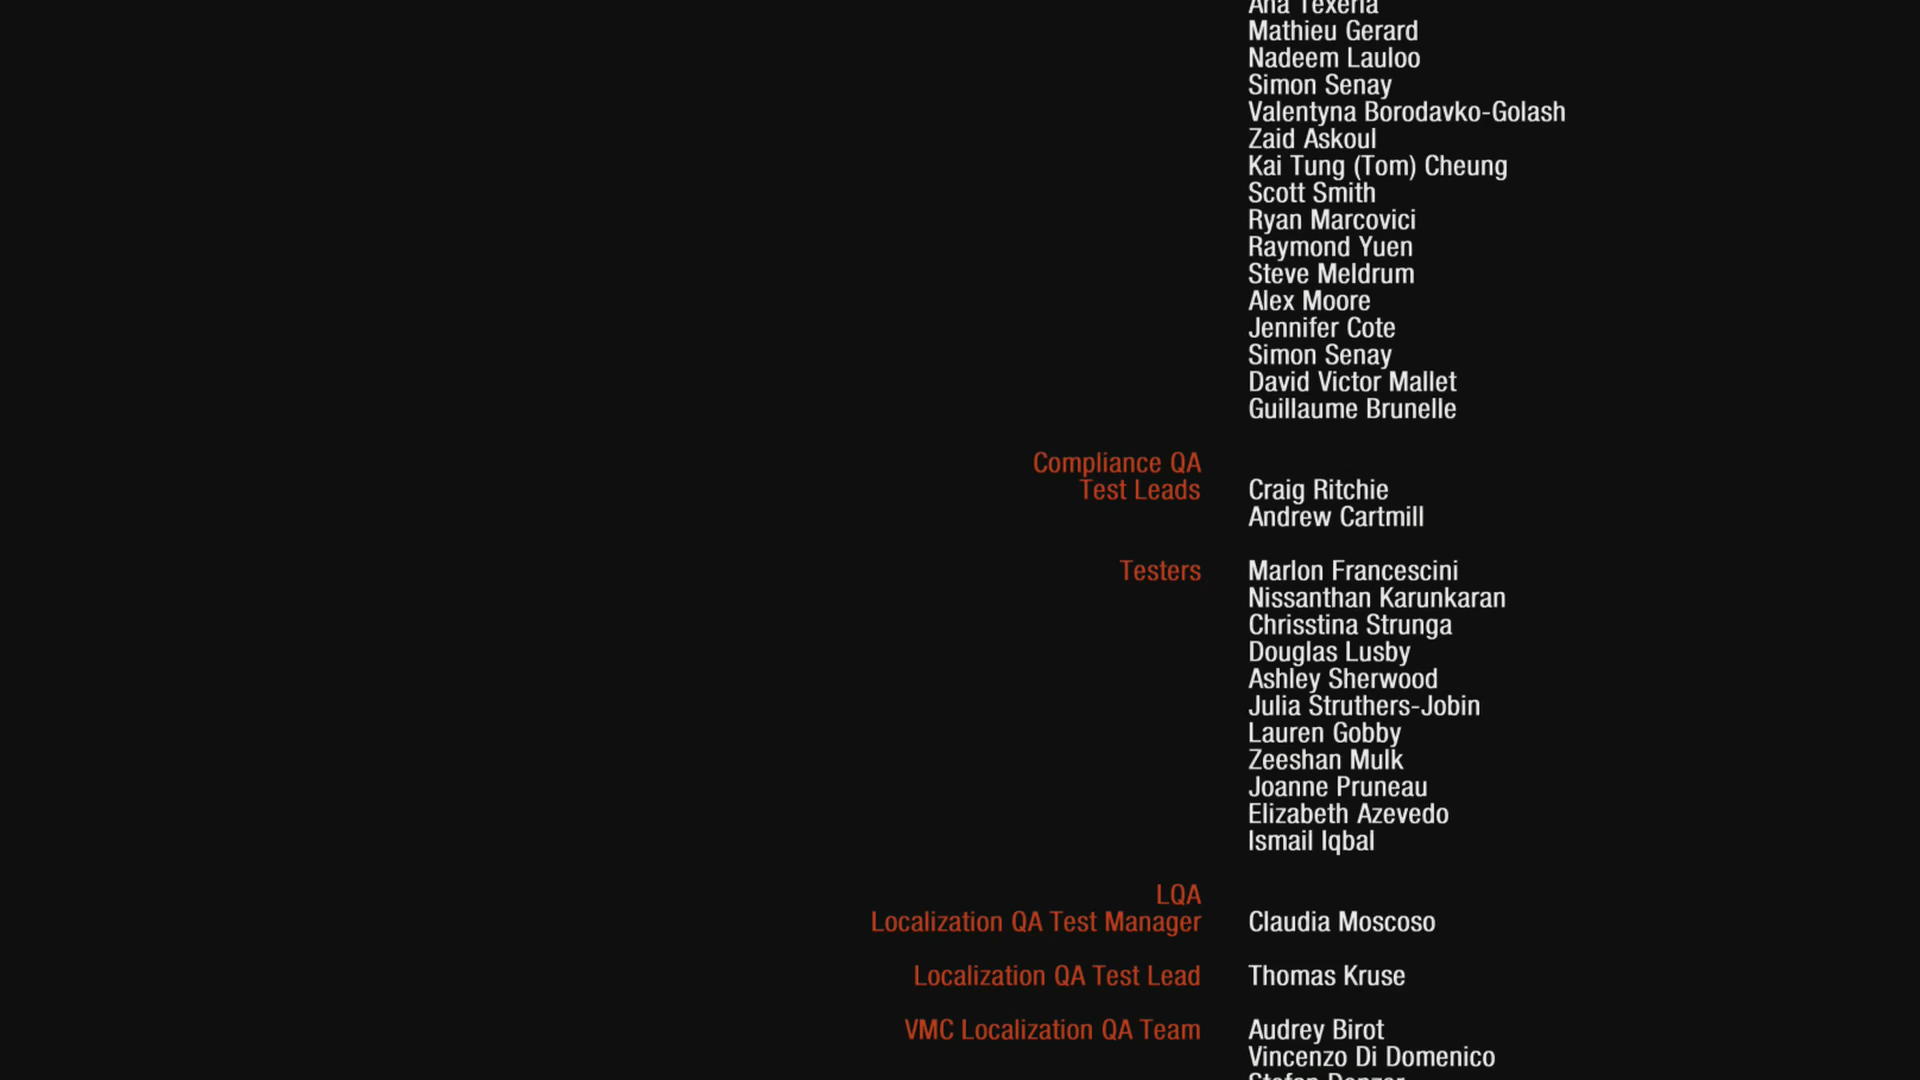 Ana Texeria
Mathieu Gerard
Nadeem Lauloo
Simon Senay
Valentyna Borodavko-Golash
Zaid Askoul
Kai Tung (Tom) Cheung
Scott Smith
Ryan Marcovici
Raymond Yuen
Steve Meldrum
Alex Moore
Jennifer Cote
Simon Senay
David Victor Mallet
Guillaume Brunelle
Compliance QA
Test Leads Craig Ritchie
Andrew Cartmill
Testers Marlon Francescini
Nissanthan Karunkaran
Chrisstina Strunga
Douglas Lusby
Ashley Sherwood
Julia Struthers-Jobin
Lauren Gobby
Zeeshan Mulk
Joanne Pruneau
Elizabeth Azevedo
Ismail Iqbal
LQA
Localization QA Test Manager Claudia Moscoso
Localization QA Test Lead Thomas Kruse
VMC Localization QA Team Audrey Birot
Vincenzo Di Domenico